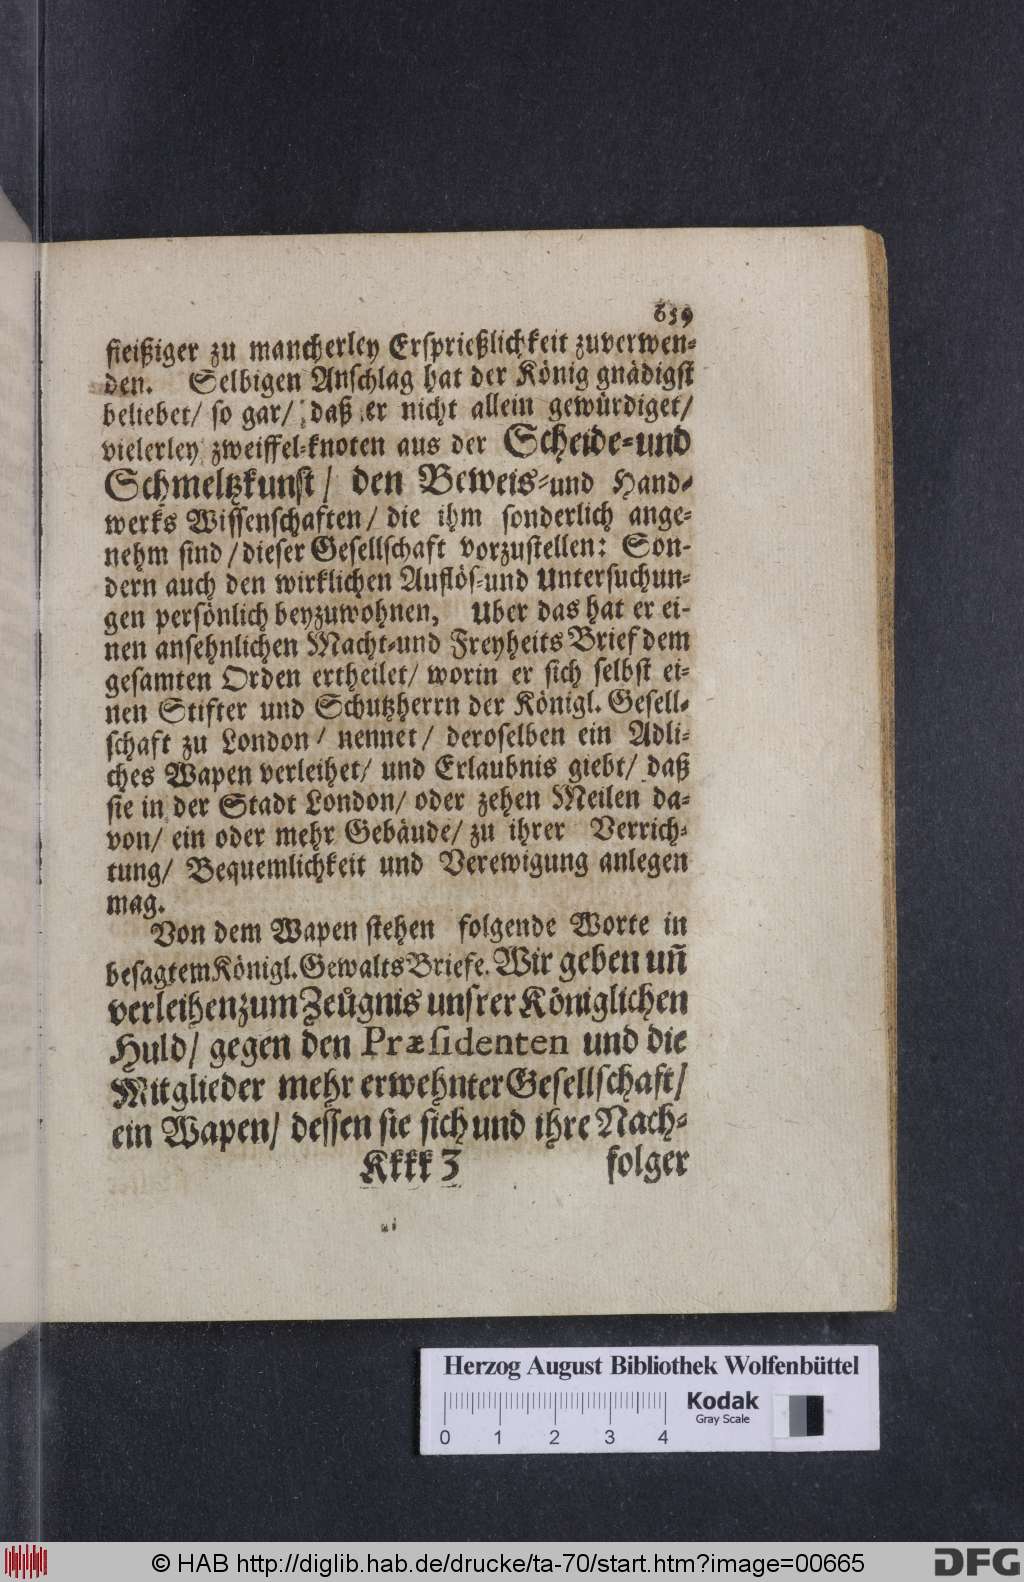 639
fleißiger zu mancherley Ersprießlichkeit zuverwen-
den. Selbigen Anschlag hat der König gnädigst
beliebet/ so gar/ daß er nicht allein gewürdiget/
vielerley zweiffel-knoten aus der Scheide-und
Schmeltzkunst/ den Beweis-und Hand-
werks Wissenschaften/ die ihm sonderlich ange-
nehm sind/dieser Gesellschaft vorzustellen: Son-
dern auch den wirklichen Auflös-und Untersuchun-
gen persönlich beyzuwohnen, Uber das hat er ei-
nen ansehnlichen Macht-und Freyheits Brief dem
gesamten Orden ertheilet/ worin er sich selbst ei-
nen Stifter und Schutzherrn der Königl. Gesell-
schaft zu London/ nennet/ deroselben ein Adli-
ches Wapen verleihet/ und Erlaubnis giebt/ daß
sie in der Stadt London/ oder zehen Meilen da-
von/ ein oder mehr Gebäude/ zu ihrer Verrich-
tung/ Bequemlichkeit und Verewigung anlegen
mag.
Von dem Wapen stehen folgende Worte in
besagtem Königl. Gewalts Briefe. Wir geben uñ
verleihen zum Zeůgnis unsrer Königlichen
Huld/ gegen den Præsidenten und die
Mitglieder mehr erwehnter Gesellschaft/
ein Wapen/ dessen sie sich und ihre Nach-
Kkkk 3 folger
Herzog August Bibliothek Wolfenbüttel
0 1 2 3 4
Kodak
Gray Scale
© HAB http://diglib.hab.de/drucke/ta-70/start.htm?image=00665
DFG